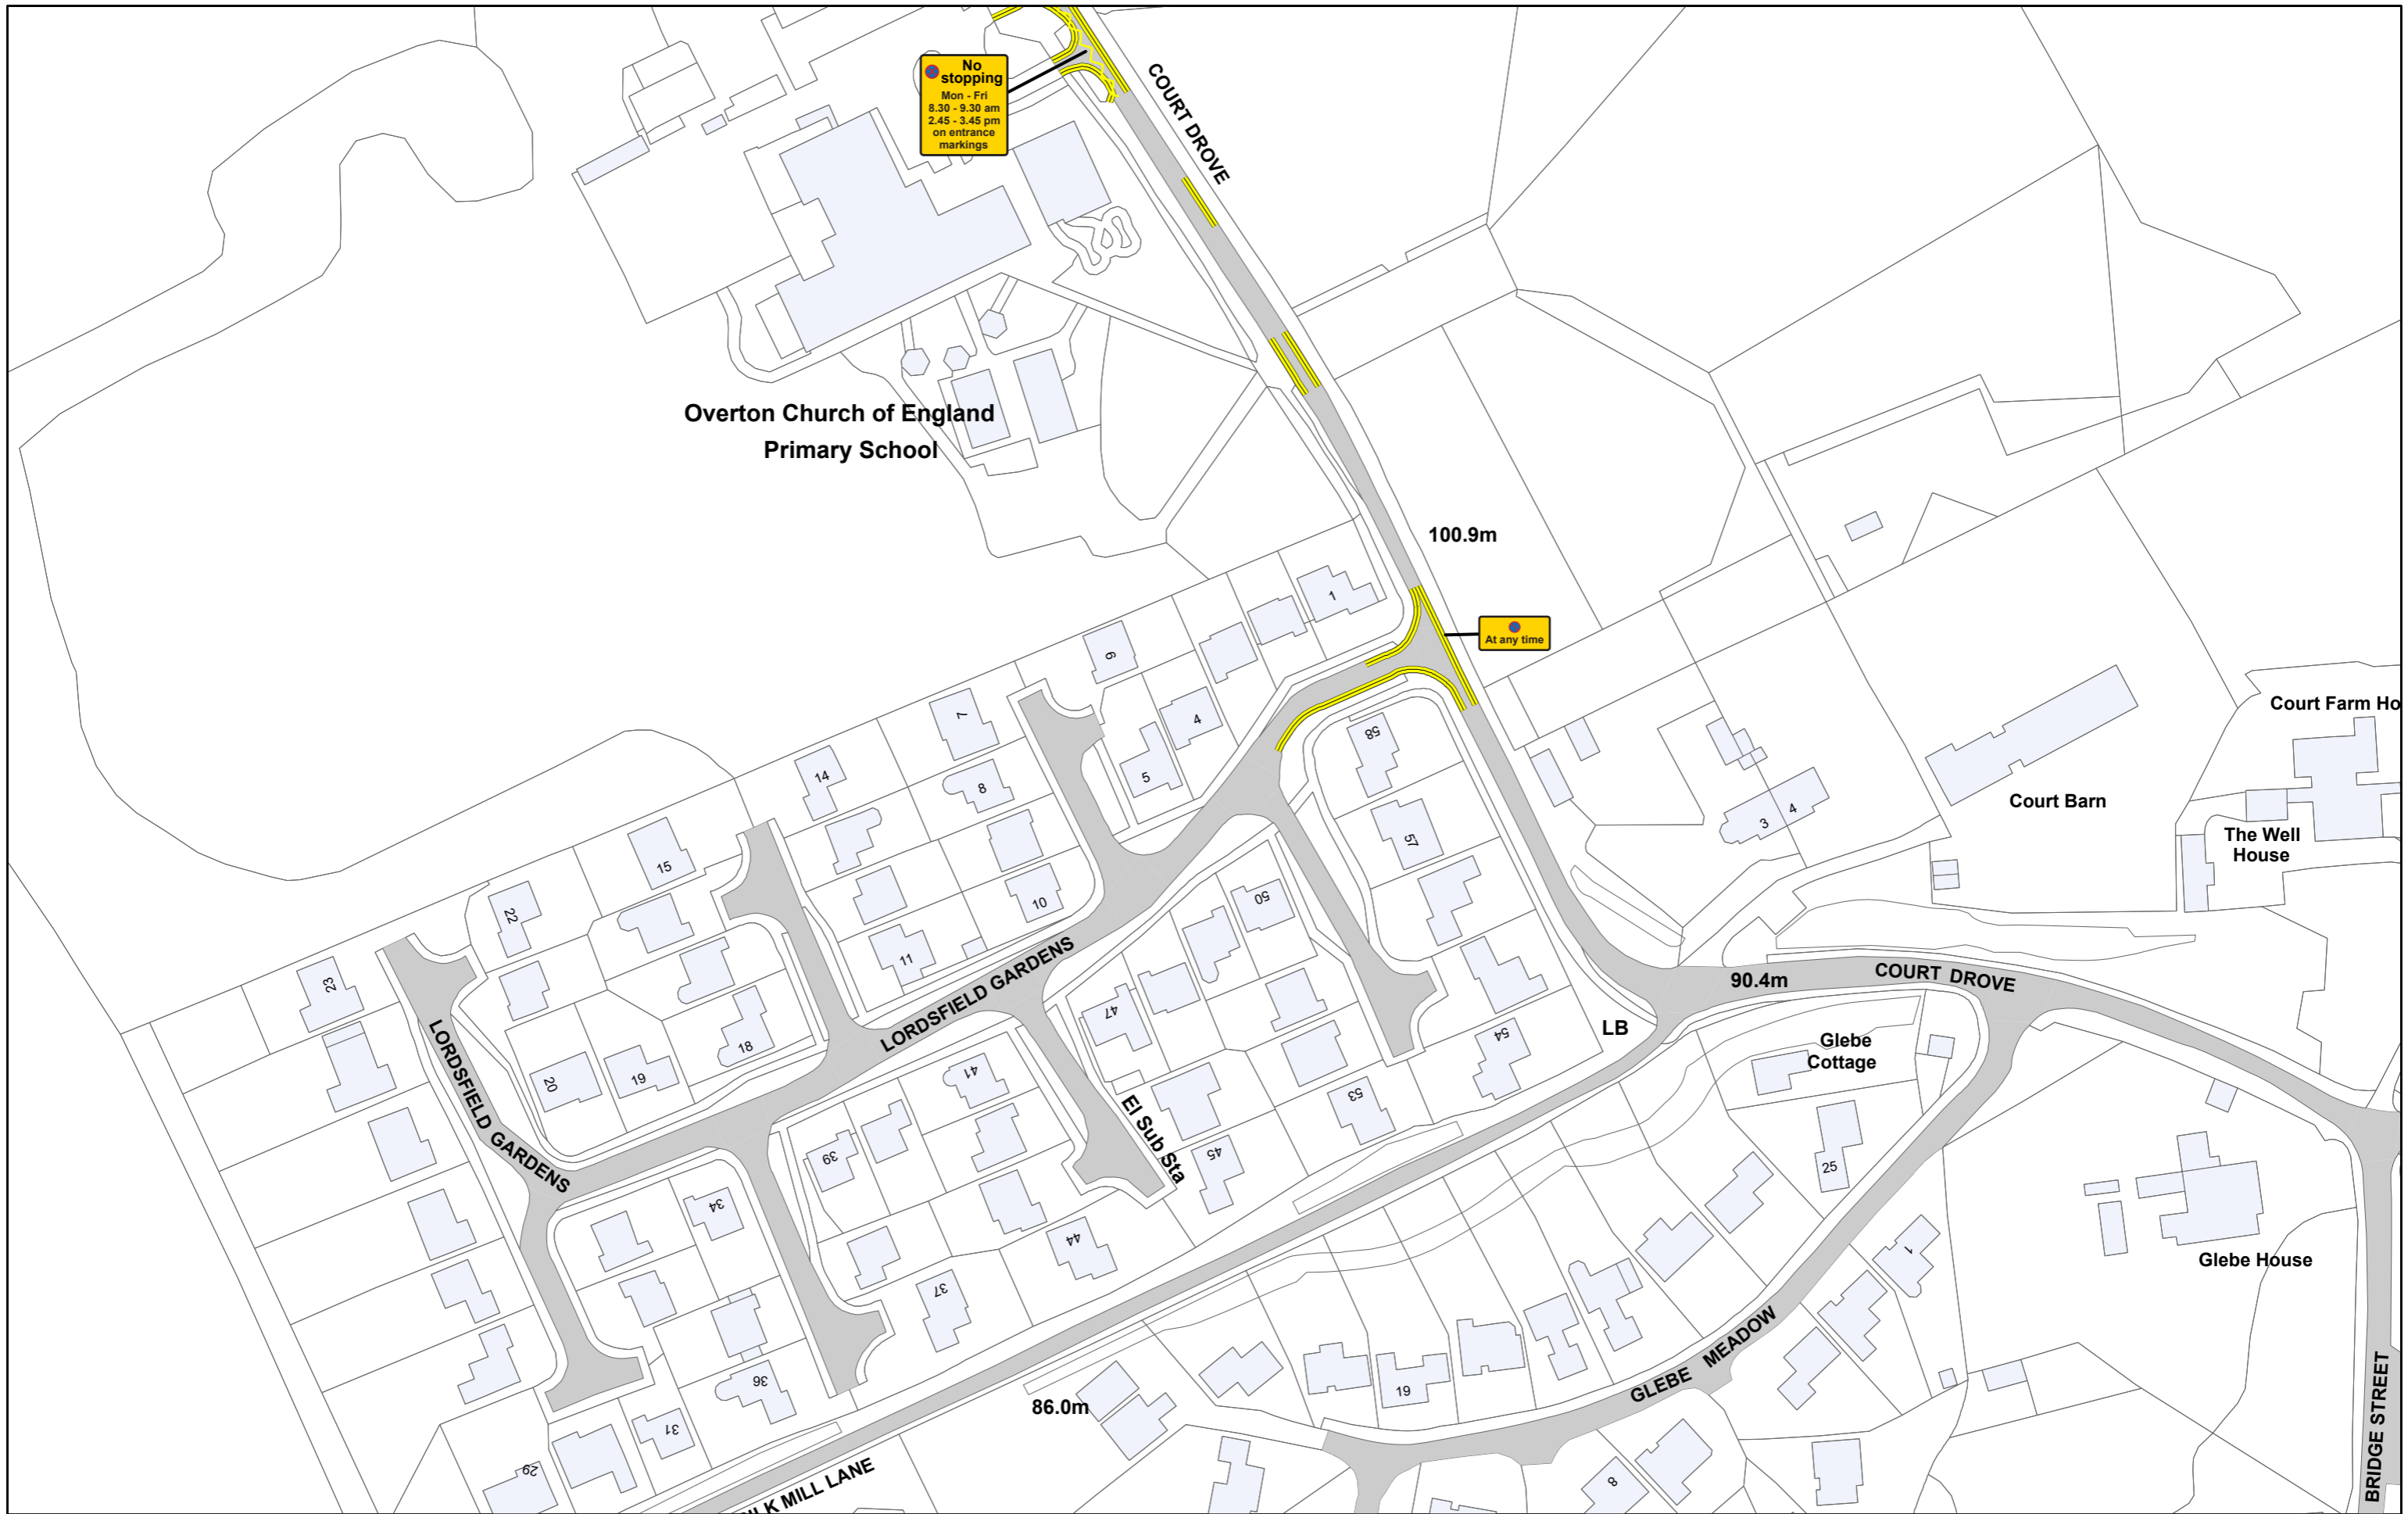 No
stopping
Mon - Fri
8.30 - 9.30 am
2.45 - 3.45 pm
on entrance
markings
COURT DROVE
Overton Church of England
Primary School
100.9m
1
At any time
6
4
5
7
8
14
10
11
15
22
18
19
20
23
58
57
50
47
54
53
45
41
39
44
37
34
36
31
29
3
4
Court Farm Ho
Court Barn
The Well
House
LORDSFIELD GARDENS
LORDSFIELD GARDENS
90.4m
COURT DROVE
LB
Glebe
Cottage
El Sub Sta
25
1
Glebe House
19
GLEBE MEADOW
8
86.0m
ILK MILL LANE
BRIDGE STREET